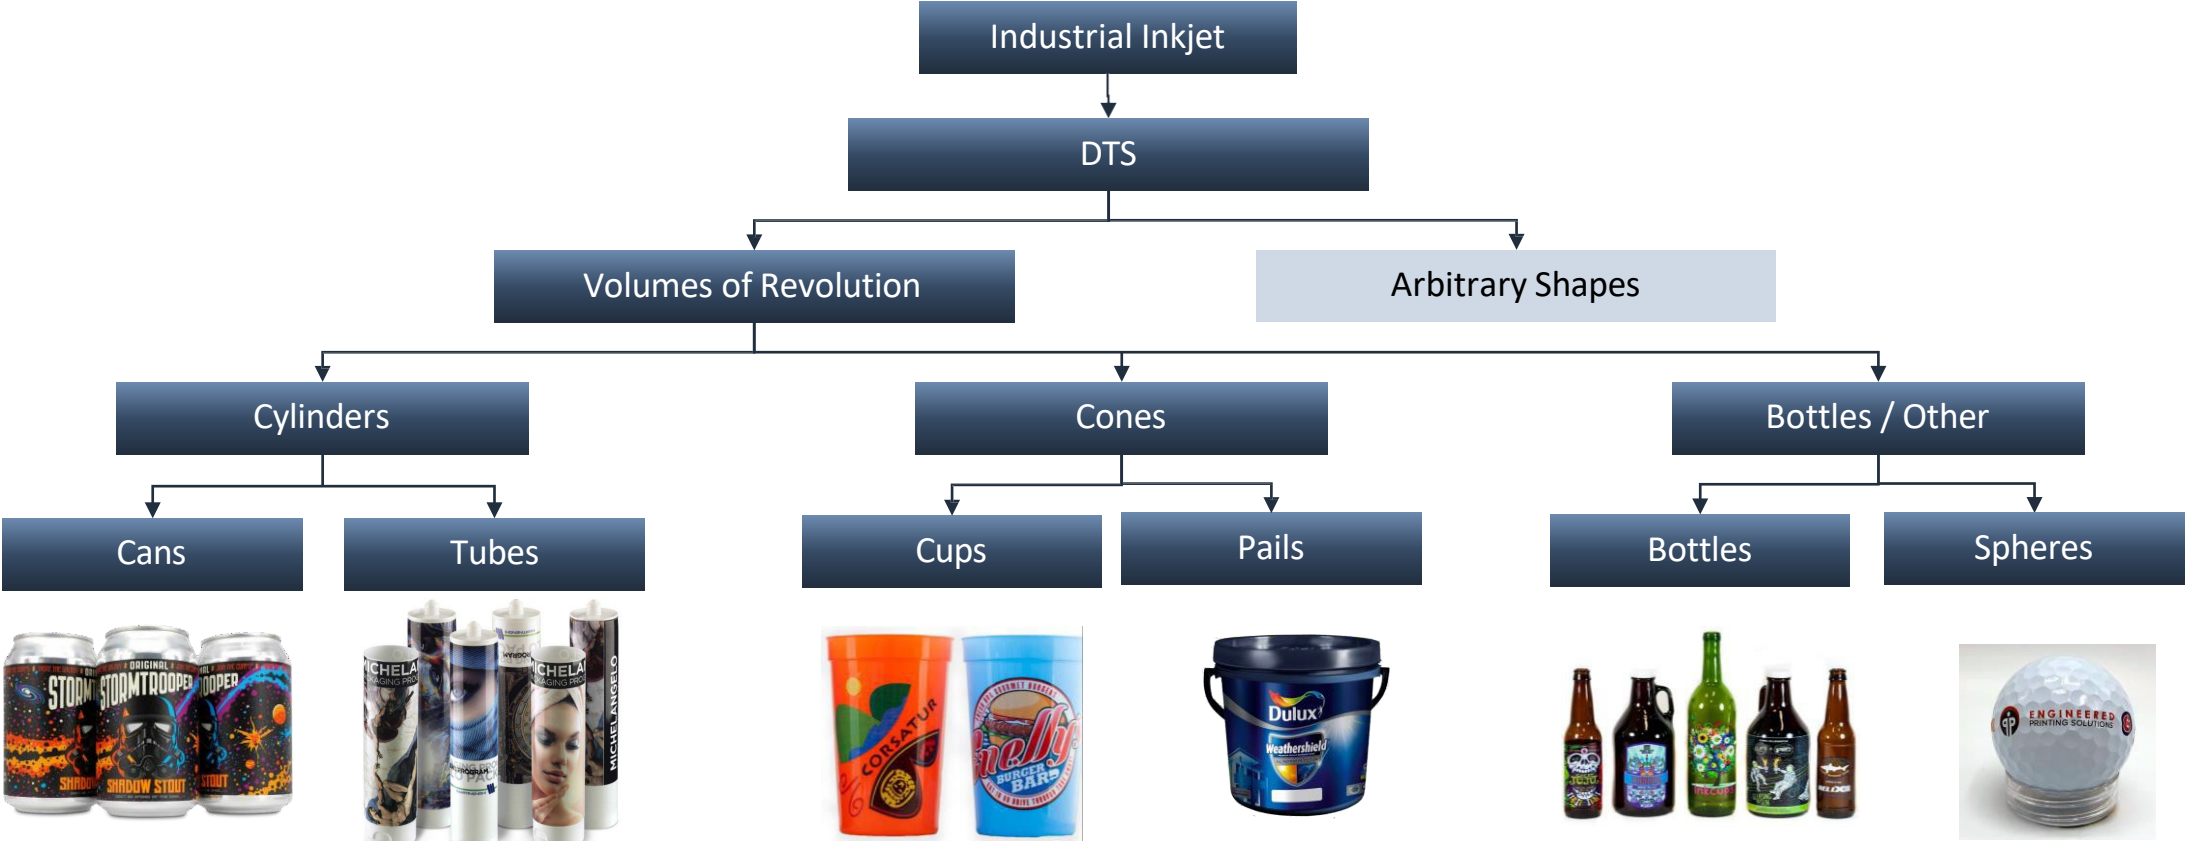 Industrial Inkjet
DTS
Volumes of Revolution
Arbitrary Shapes
Cylinders
Cones
Bottles / Other
Cans
Tubes
Cups
Pails
Bottles
Spheres
ORIGINAL
STORMTROOPER
SHADOW STOUT
STOUT
MICHELANGELO
CORSATUR
BURGER
BAR
Dulux
Weathershield
ENGINEERED
PRINTING SOLUTIONS